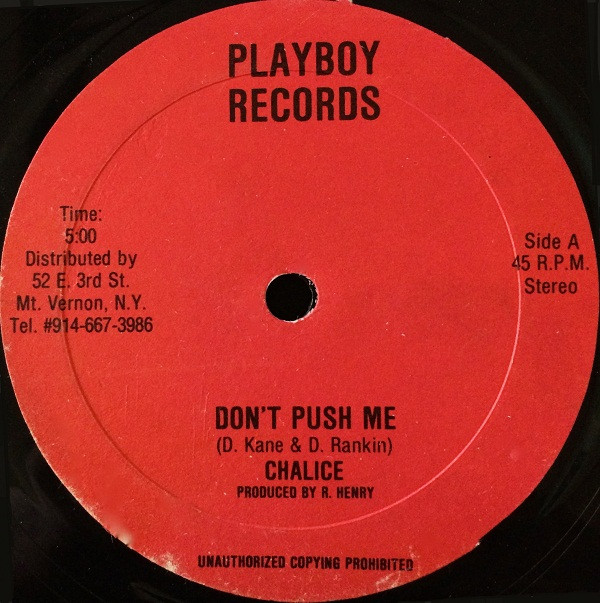 PLAYBOY
RECORDS
Time:
5:00
Distributed by
52 E. 3rd St.
Mt. Vernon, N.Y.
Tel. #914-667-3986
Side A
45 R.P.M.
Stereo
DON'T PUSH ME
(D. Kane & D. Rankin)
CHALICE
PRODUCED BY R. HENRY
UNAUTHORIZED COPYING PROHIBITED